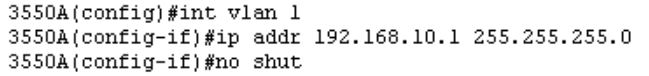 3550A(config)#int vlan 1
3550A(config-if)#ip addr 192.168.10.1 255.255.255.0
3550A(config-if)#no shut